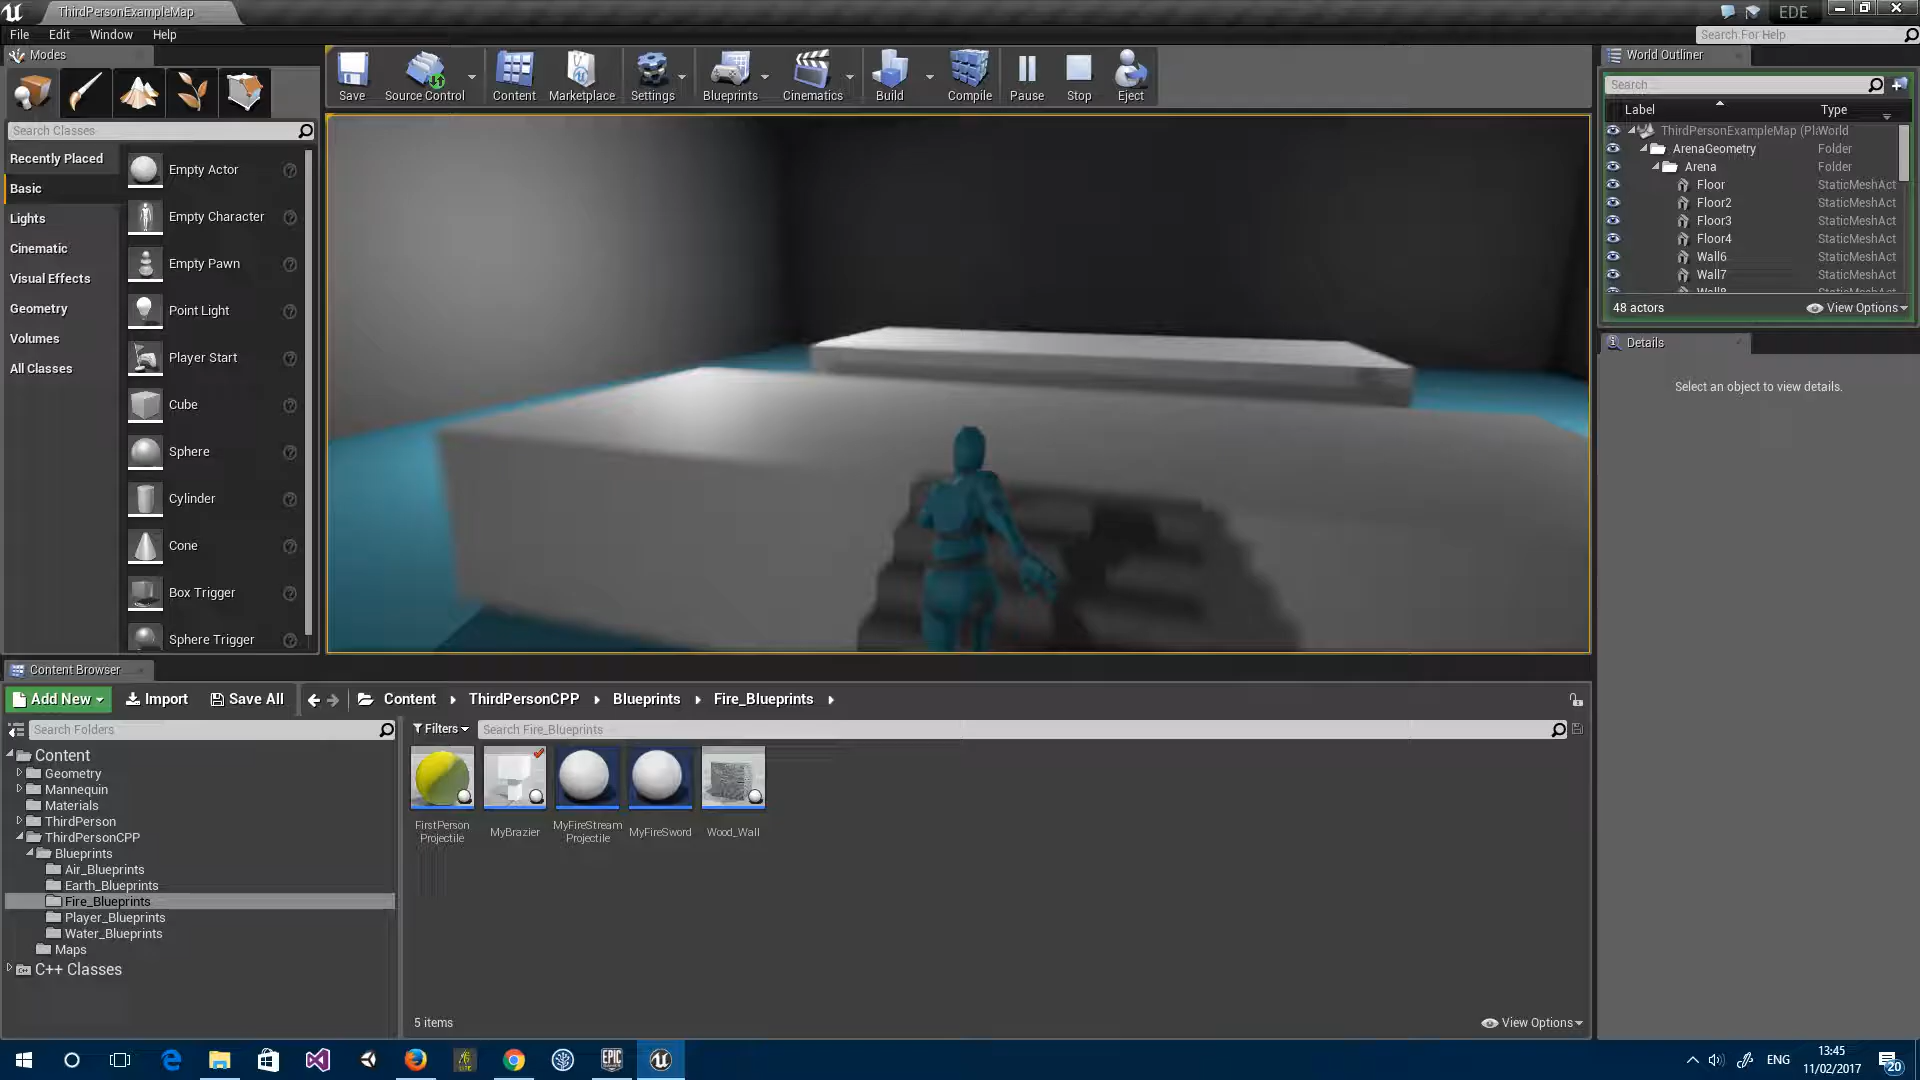 ThirdPersonExampleMap
EDE
File Edit Window Help
Search For Help
Modes
Search Classes
Recently Placed
Basic
Lights
Cinematic
Visual Effects
Geometry
Volumes
All Classes
Empty Actor
Empty Character
Empty Pawn
Point Light
Player Start
Cube
Sphere
Cylinder
Cone
Box Trigger
Sphere Trigger
Save
Source Control
Content
Marketplace
Settings
Blueprints
Cinematics
Build
Compile
Pause
Stop
Eject
World Outliner
Search...
Label Type
ThirdPersonExampleMap (Pl World
ArenaGeometry Folder
Arena Folder
Floor StaticMeshAct
Floor2 StaticMeshAct
Floor3 StaticMeshAct
Floor4 StaticMeshAct
Wall6 StaticMeshAct
Wall7 StaticMeshAct
48 actors View Options
Details
Select an object to view details.
Content Browser
Add New Import Save All Content ThirdPersonCPP Blueprints Fire_Blueprints
Search Folders
Filters Search Fire_Blueprints
Content
Geometry
Mannequin
Materials
ThirdPerson
ThirdPersonCPP
Blueprints
Air_Blueprints
Earth_Blueprints
Fire_Blueprints
Player_Blueprints
Water_Blueprints
Maps
C++ Classes
FirstPerson
Projectile
MyBrazier
MyFireStream
Projectile
MyFireSword
Wood_Wall
5 items View Options
EPIC
ENG
13:45
11/02/2017
20